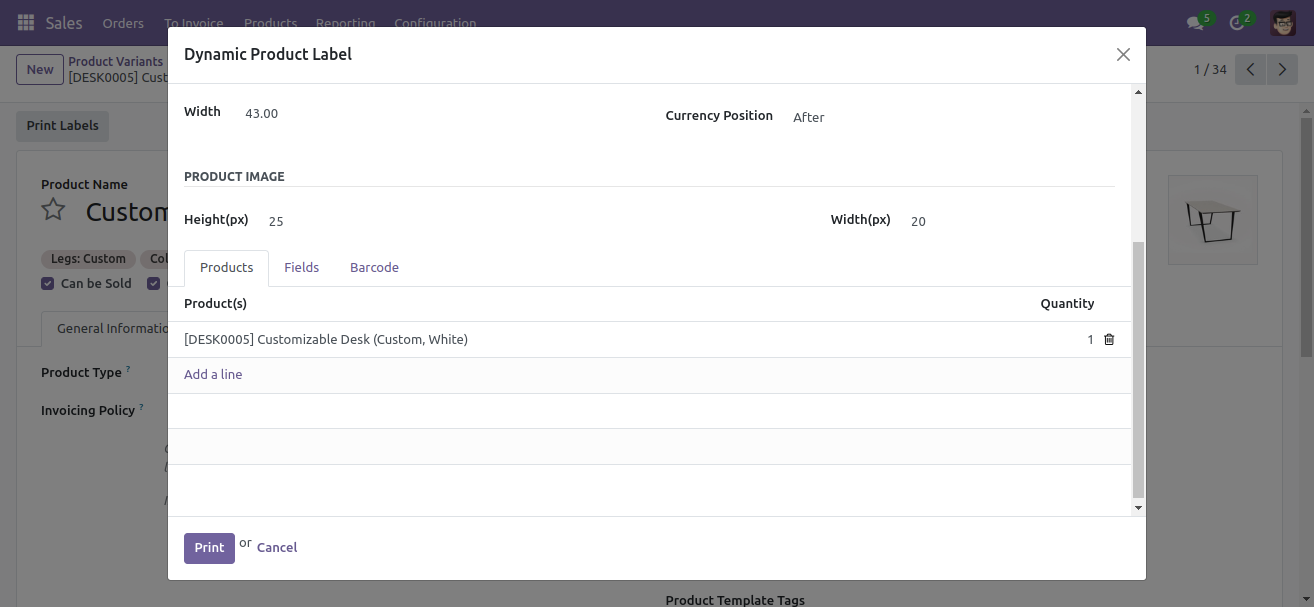 Sales Orders To Invoice Products Reporting Configuration 5 2
New
Product Variants
[DESK0005] Cust
1 / 34
Print Labels
Product Name
Custom
Legs: Custom
Can be Sold
General Informatio
Product Type ?
Invoicing Policy ?
Dynamic Product Label
Width 43.00
Currency Position After
PRODUCT IMAGE
Height(px) 25
Width(px) 20
Products Fields Barcode
Product(s) Quantity
[DESK0005] Customizable Desk (Custom, White) 1
Add a line
Print or Cancel
Product Template Tags